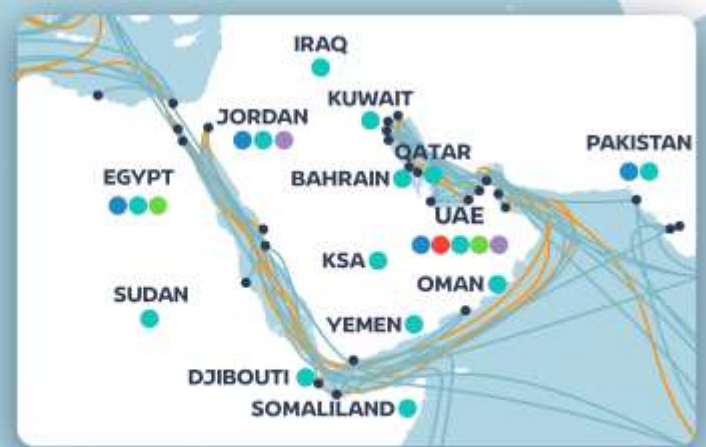 IRAQ
KUWAIT
JORDAN
PAKISTAN
QATAR
EGYPT
BAHRAIN
UAE
KSA
OMAN
SUDAN
YEMEN
DJIBOUTI
SOMALILAND